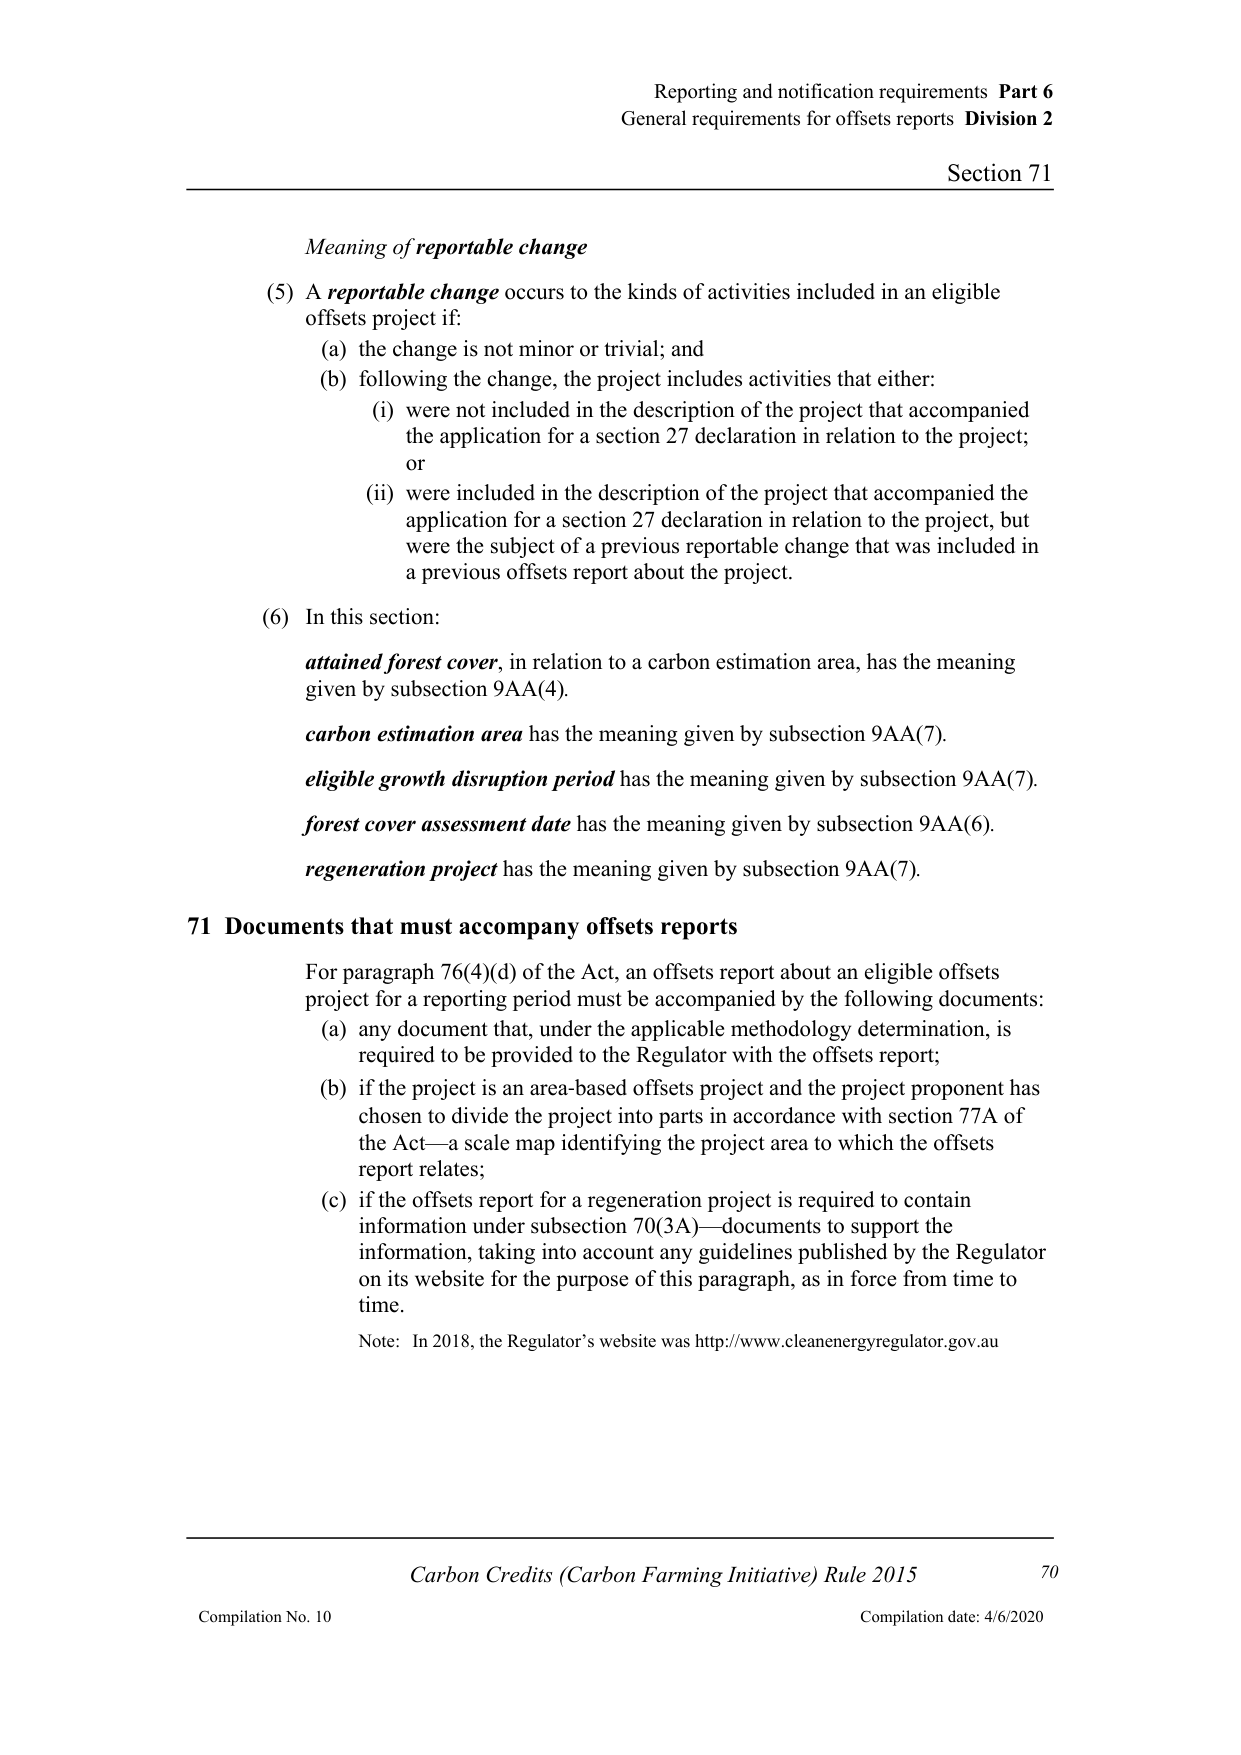 Reporting and notification requirements Part 6
General requirements for offsets reports Division 2
Section 71
Meaning of reportable change
(5) A reportable change occurs to the kinds of activities included in an eligible
offsets project if:
(a) the change is not minor or trivial; and
(b) following the change, the project includes activities that either:
(i) were not included in the description of the project that accompanied
the application for a section 27 declaration in relation to the project;
or
(ii) were included in the description of the project that accompanied the
application for a section 27 declaration in relation to the project, but
were the subject of a previous reportable change that was included in
a previous offsets report about the project.
(6) In this section:
attained forest cover, in relation to a carbon estimation area, has the meaning
given by subsection 9AA(4).
carbon estimation area has the meaning given by subsection 9AA(7).
eligible growth disruption period has the meaning given by subsection 9AA(7).
forest cover assessment date has the meaning given by subsection 9AA(6).
regeneration project has the meaning given by subsection 9AA(7).
71 Documents that must accompany offsets reports
For paragraph 76(4)(d) of the Act, an offsets report about an eligible offsets
project for a reporting period must be accompanied by the following documents:
(a) any document that, under the applicable methodology determination, is
required to be provided to the Regulator with the offsets report;
(b) if the project is an area-based offsets project and the project proponent has
chosen to divide the project into parts in accordance with section 77A of
the Act—a scale map identifying the project area to which the offsets
report relates;
(c) if the offsets report for a regeneration project is required to contain
information under subsection 70(3A)—documents to support the
information, taking into account any guidelines published by the Regulator
on its website for the purpose of this paragraph, as in force from time to
time.
Note: In 2018, the Regulator’s website was http://www.cleanenergyregulator.gov.au
Carbon Credits (Carbon Farming Initiative) Rule 2015 70
Compilation No. 10 Compilation date: 4/6/2020